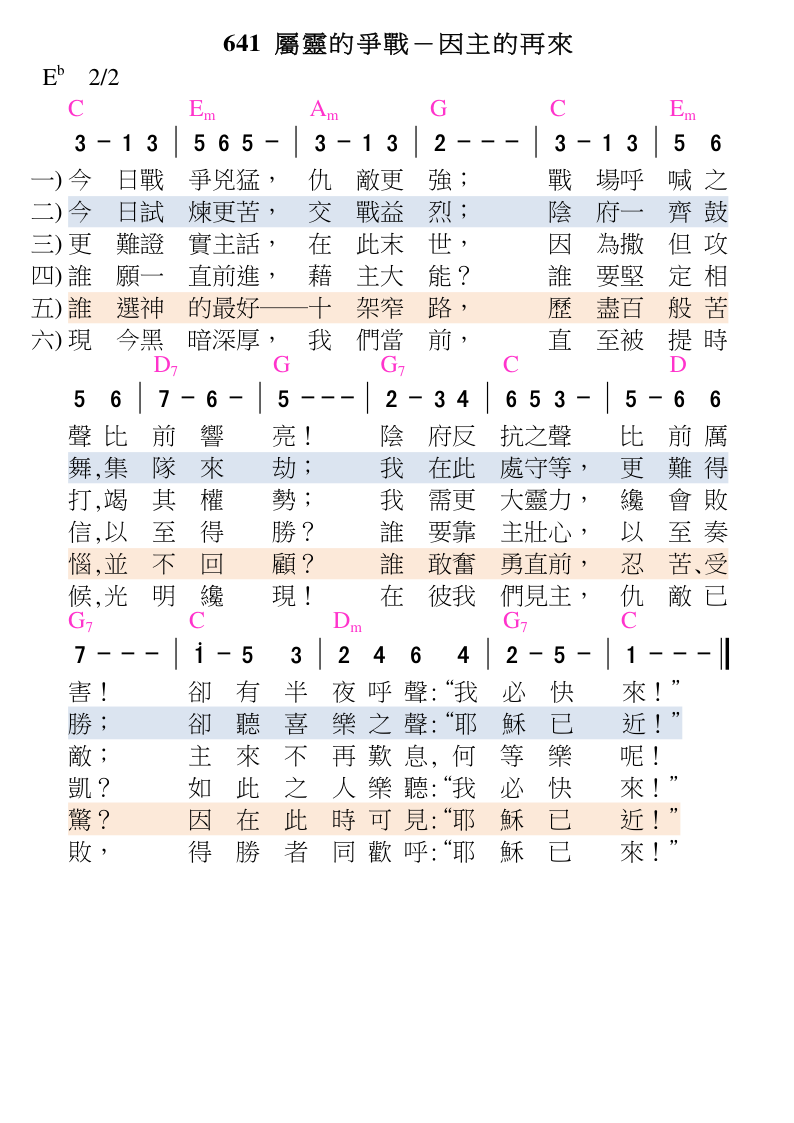 641 屬靈的爭戰－因主的再來
E♭ 2/2
C Em Am G C Em
3 － 1 3 | 5 6 5 － | 3 － 1 3 | 2 － － － | 3 － 1 3 | 5 6
一) 今 日戰 爭兇猛， 仇 敵更 強； 戰 場呼 喊 之
二) 今 日試 煉更苦， 交 戰益 烈； 陰 府一 齊 鼓
三) 更 難證 實主話， 在 此末 世， 因 為撒 但 攻
四) 誰 願一 直前進， 藉 主大 能？ 誰 要堅 定 相
五) 誰 選神 的最好──十 架窄 路， 歷 盡百 般 苦
六) 現 今黑 暗深厚， 我 們當 前， 直 至被 提 時
D7 G G7 C D
5 6 | 7 － 6 － | 5 － － － | 2 － 3 4 | 6 5 3 － | 5 － 6 6
聲 比 前 響 亮！ 陰 府反 抗之聲 比 前 厲
舞,集 隊 來 劫； 我 在此 處守等， 更 難 得
打,竭 其 權 勢； 我 需更 大靈力， 纔 會 敗
信,以 至 得 勝？ 誰 要靠 主壯心， 以 至 奏
惱,並 不 回 顧？ 誰 敢奮 勇直前， 忍 苦、受
候,光 明 纔 現！ 在 彼我 們見主， 仇 敵 已
G7 C Dm G7 C
7 － － － | i － 5 3 | 2 4 6 4 | 2 － 5 － | 1 － － － ‖
害！ 卻 有 半 夜 呼 聲:“我 必 快 來！”
勝； 卻 聽 喜 樂 之 聲:“耶 穌 已 近！”
敵； 主 來 不 再 歎 息, 何 等 樂 呢！
凱？ 如 此 之 人 樂 聽:“我 必 快 來！”
驚？ 因 在 此 時 可 見:“耶 穌 已 近！”
敗， 得 勝 者 同 歡 呼:“耶 穌 已 來！”